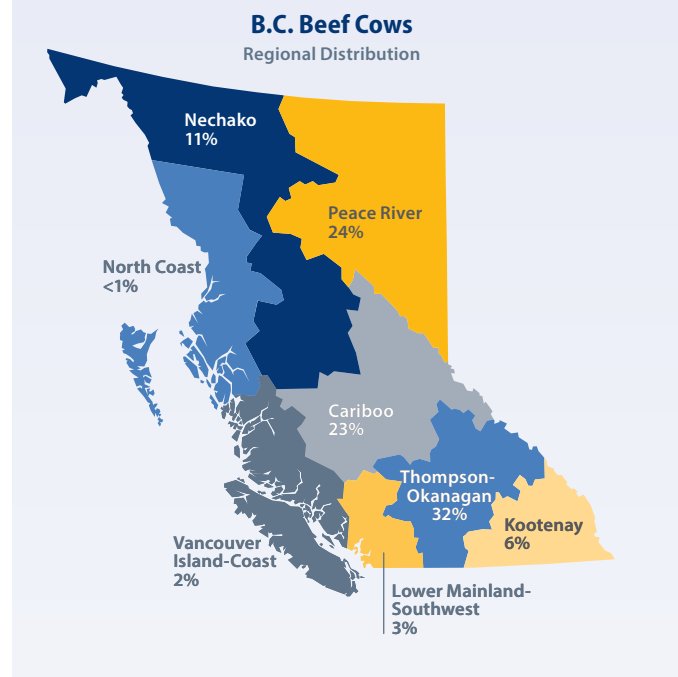 B.C. Beef Cows
Regional Distribution
Nechako
11%
Peace River
24%
North Coast
<1%
Cariboo
23%
Thompson-
Okanagan
32%
Kootenay
6%
Vancouver
Island-Coast
2%
Lower Mainland-
Southwest
3%